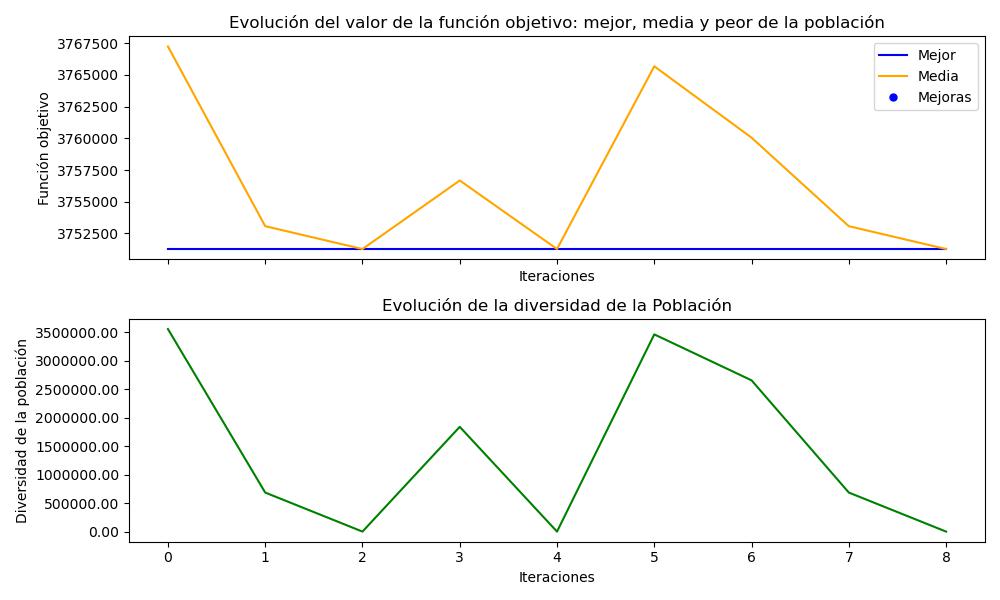 Evolución del valor de la función objetivo: mejor, media y peor de la población
3767500
3765000
3762500
3760000
3757500
3755000
3752500
Función objetivo
Mejor
Media
Mejoras
Iteraciones
Evolución de la diversidad de la Población
3500000.00
3000000.00
2500000.00
2000000.00
1500000.00
1000000.00
500000.00
0.00
Diversidad de la población
0 1 2 3 4 5 6 7 8
Iteraciones